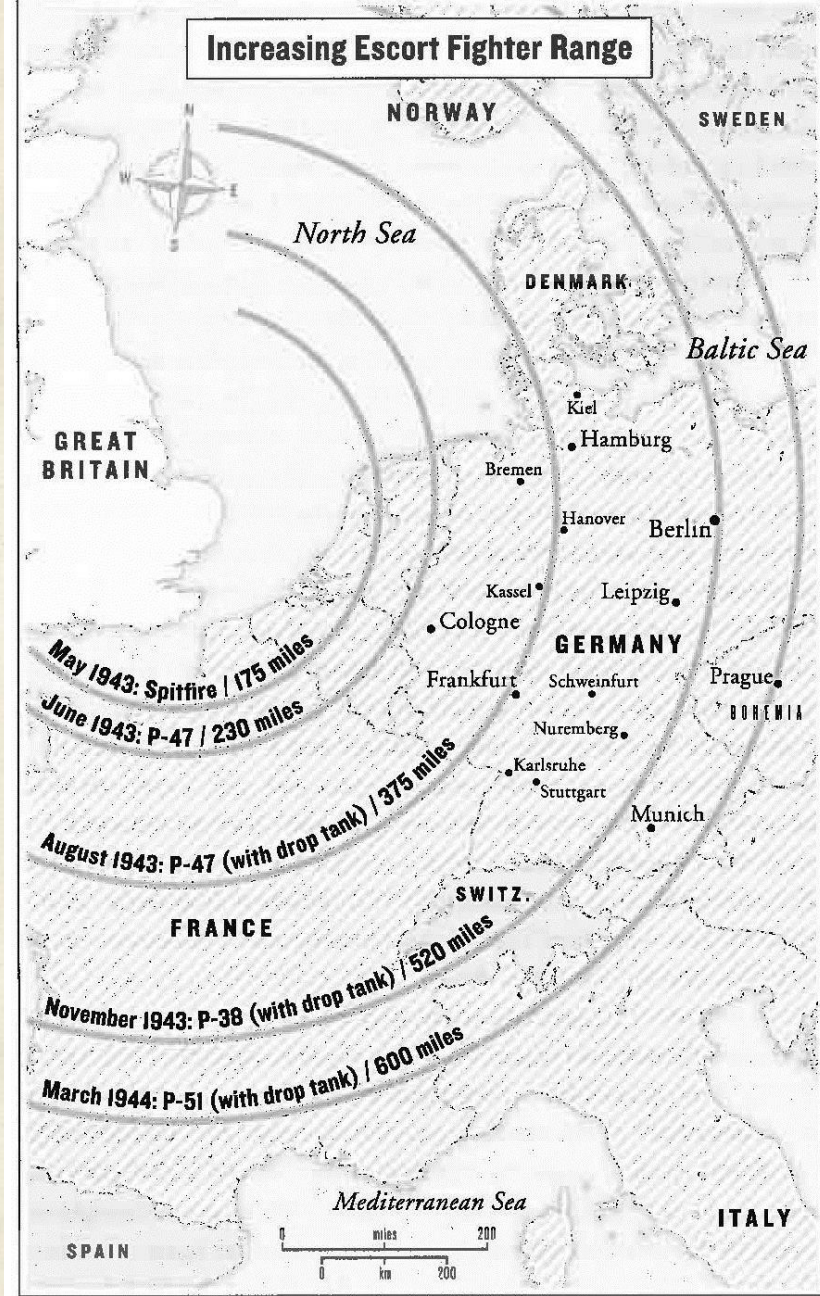 Increasing Escort Fighter Range
NORWAY
SWEDEN
N
W
E
S
North Sea
DENMARK
Baltic Sea
Kiel
GREAT
BRITAIN
Hamburg
Bremen
Hanover
Berlin
Kassel
Leipzig
Cologne
GERMANY
Frankfurt
Schweinfurt
Prague
BOHEMIA
Nuremberg
Karlsruhe
Stuttgart
Munich
May 1943: Spitfire / 175 miles
June 1943: P-47 / 230 miles
August 1943: P-47 (with drop tank) / 375 miles
SWITZ.
FRANCE
November 1943: P-38 (with drop tank) / 520 miles
March 1944: P-51 (with drop tank) / 600 miles
Mediterranean Sea
ITALY
SPAIN
0 miles 200
0 km 200